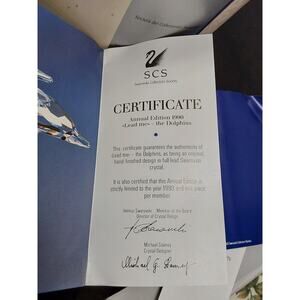 SCS
Swarovski Collectors Society
CERTIFICATE
Annual Edition 1990
«Lead me» – the Dolphins
This certificate guarantees the authenticity of
«Lead me» – the Dolphins, as being an original,
hand finished design in full lead Swarovski
crystal.
It is also certified that this Annual Edition is
strictly limited to the year 1990 and one piece
per member.
Helmut Swarovski Member of the Board
Director of Crystal Design
Michael Stamey
Crystal Designer
Michael G. Stamey